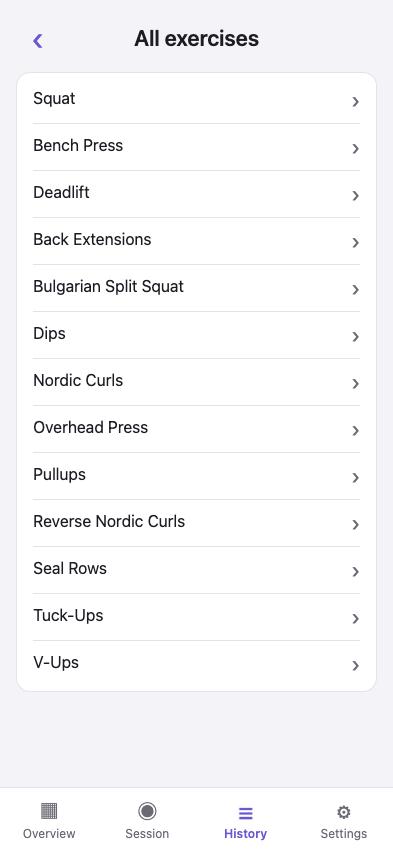 All exercises
Squat
Bench Press
Deadlift
Back Extensions
Bulgarian Split Squat
Dips
Nordic Curls
Overhead Press
Pullups
Reverse Nordic Curls
Seal Rows
Tuck-Ups
V-Ups
Overview Session History Settings